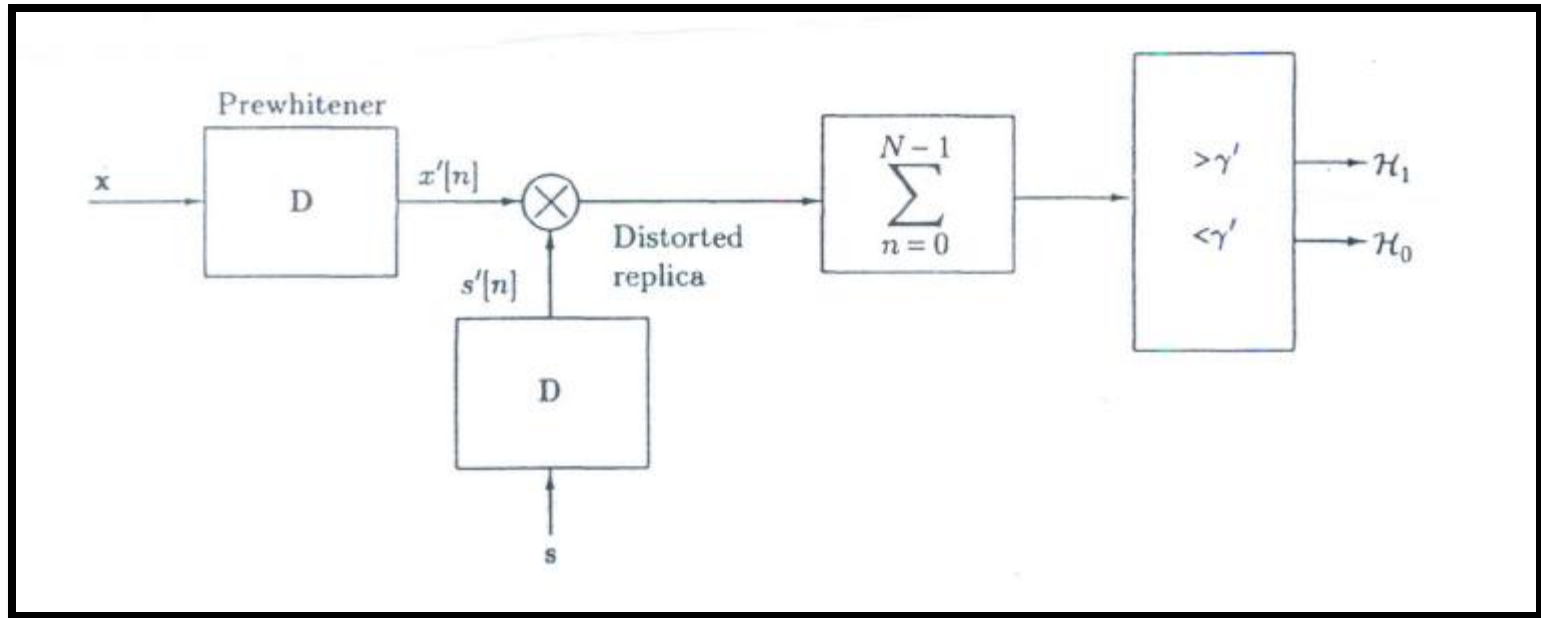 Prewhitener
x
D
x′[n]
Distorted
replica
s′[n]
D
s
N − 1
∑
n = 0
>γ′
<γ′
ℋ₁
ℋ₀